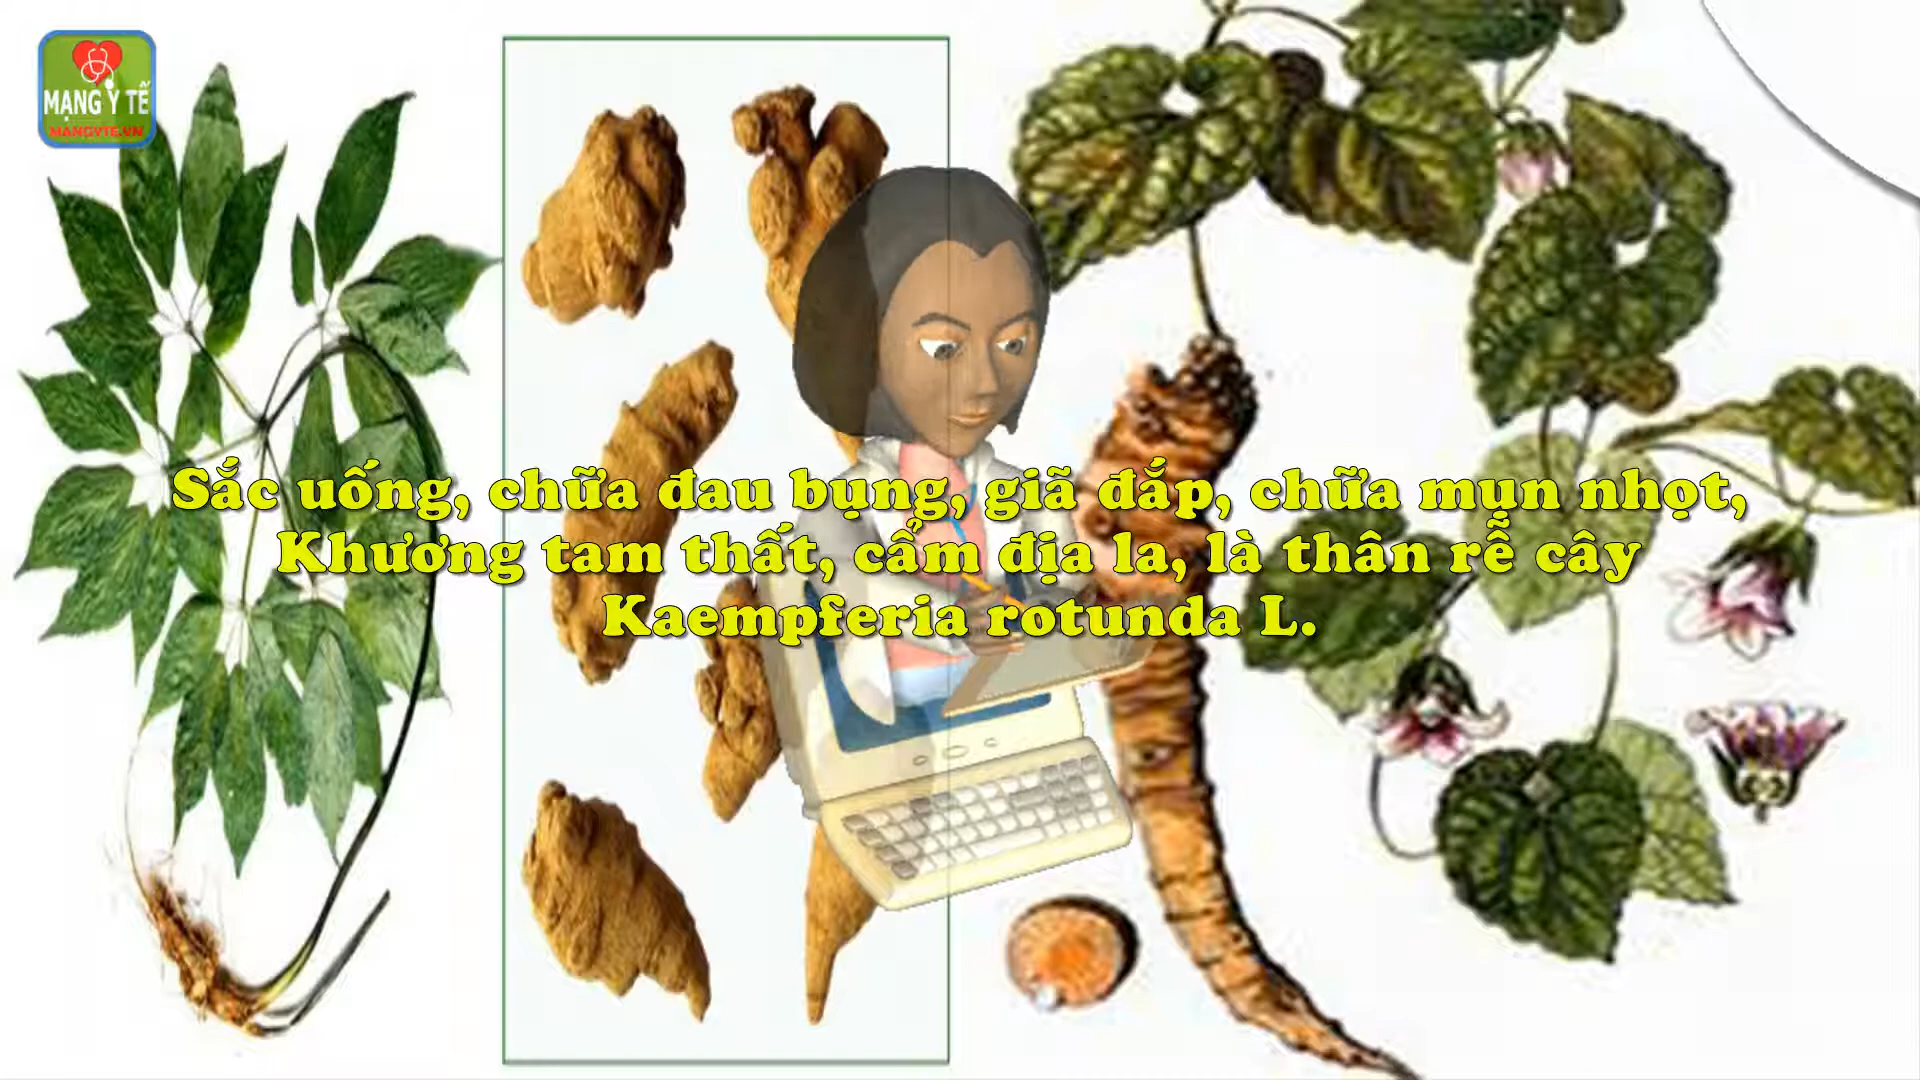 MẠNG Y TẾ
MANGYTE.VN
Sắc uống, chữa đau bụng, giã đắp, chữa mụn nhọt,
Khương tam thất, cẩm địa la, là thân rễ cây
Kaempferia rotunda L.